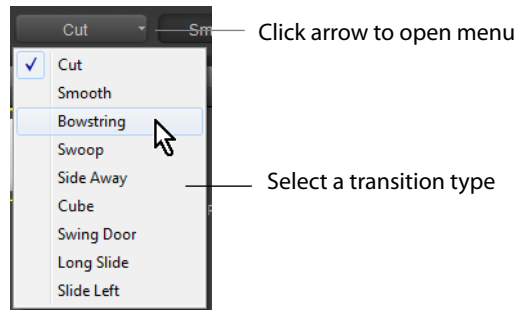 Cut Sm Click arrow to open menu
Cut
Smooth
Bowstring
Swoop
Side Away Select a transition type
Cube
Swing Door
Long Slide
Slide Left